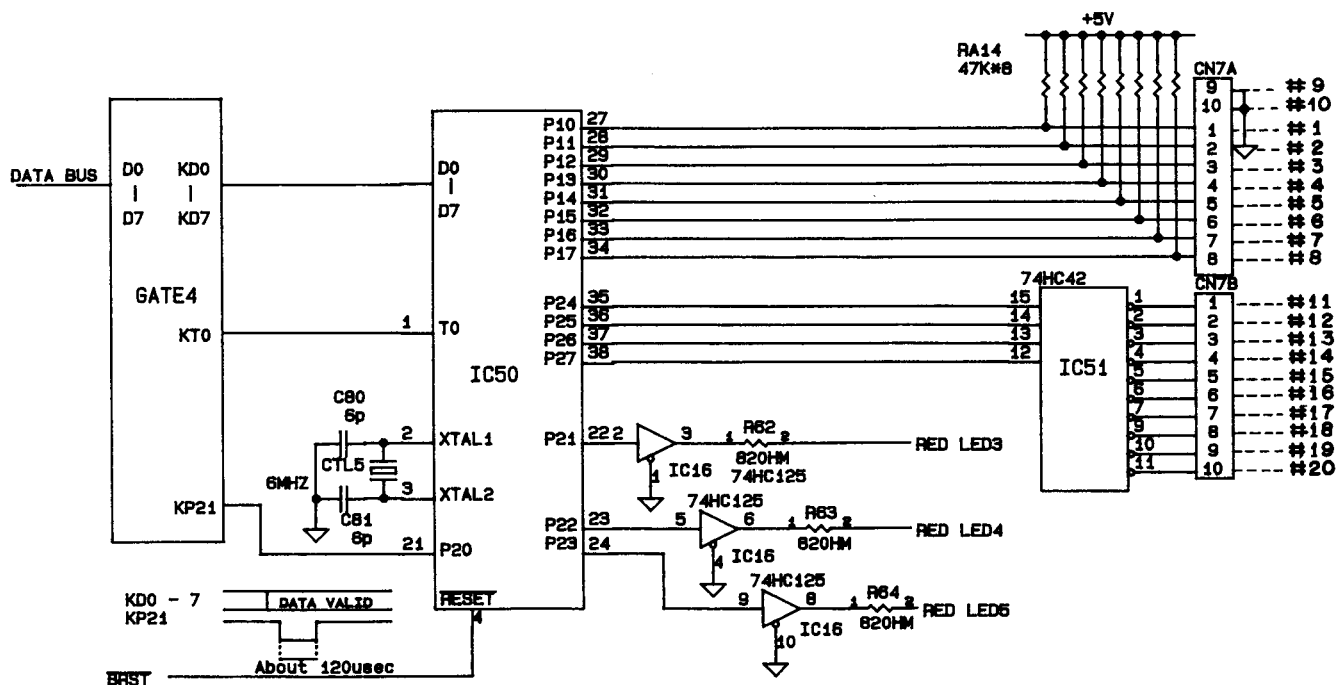 +5V
RA14
47K*8
CN7A
9 #9
10 #10
P10 27 1 #1
P11 28 2 #2
P12 29 3 #3
P13 30 4 #4
P14 31 5 #5
P15 32 6 #6
P16 33 7 #7
P17 34 8 #8
DATA BUS
D0
|
D7
KD0
|
KD7
D0
|
D7
GATE4
KT0
1
T0
IC50
74HC42
CN7B
P24 35 15
P25 36 14
P26 37 13
P27 38 12
IC51
1 1 #11
2 2 #12
3 3 #13
4 4 #14
5 5 #15
6 6 #16
7 7 #17
9 8 #18
10 9 #19
11 10 #20
C80
6p
2
XTAL1
CTL5
6MHZ
3
XTAL2
C81
6p
P21 22 2 3
1
IC16
74HC125
R62
1 2
820HM
RED LED3
KP21
21
P20
P22 23 5 6
4
IC16
74HC125
R63
1 2
820HM
RED LED4
P23 24 9 8
10
IC16
74HC125
R64
1 2
820HM
RED LED5
RESET
4
KD0 - 7
DATA VALID
KP21
About 120usec